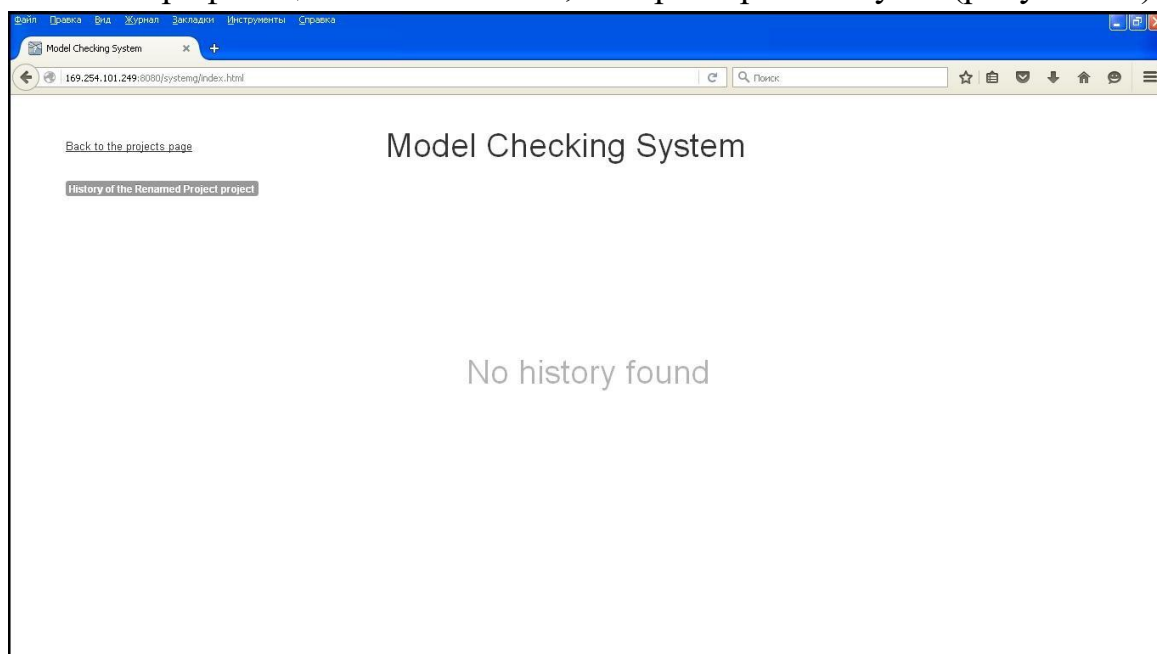 Файл Правка Вид Журнал Закладки Инструменты Справка
Model Checking System × +
169.254.101.249:8080/systemg/index.html Поиск
Back to the projects page
Model Checking System
History of the Renamed Project project
No history found